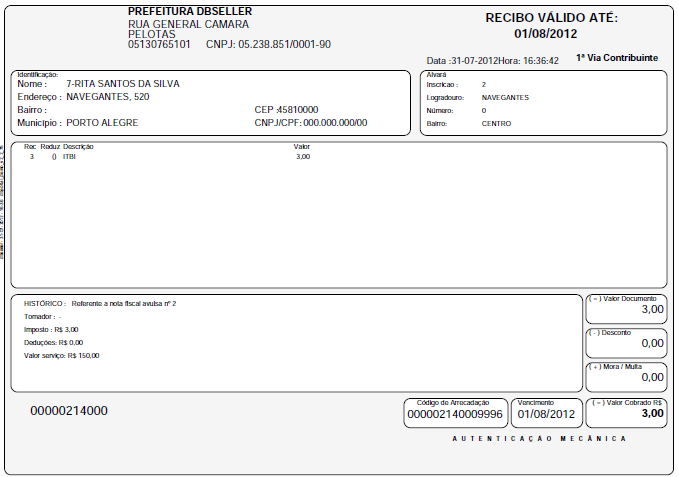 PREFEITURA DBSELLER
RUA GENERAL CAMARA
PELOTAS
05130765101 CNPJ: 05.238.851/0001-90
RECIBO VÁLIDO ATÉ:
01/08/2012
Data :31-07-2012Hora: 16:36:42 1ª Via Contribuinte
Identificação:
Nome : 7-RITA SANTOS DA SILVA
Endereço : NAVEGANTES, 520
Bairro : CEP :45810000
Município : PORTO ALEGRE CNPJ/CPF: 000.000.000/00
Alvará
Inscricao : 2
Logradouro: NAVEGANTES
Número: 0
Bairro: CENTRO
Rec Reduz Descrição Valor
3 () ITBI 3,00
HISTÓRICO : Referente a nota fiscal avulsa nº 2
Tomador : -
Imposto : R$ 3,00
Deduções: R$ 0,00
Valor serviço: R$ 150,00
( = ) Valor Documento
3,00
( - ) Desconto
0,00
( + ) Mora / Multa
0,00
00000214000
Código de Arrecadação
000002140009996
Vencimento
01/08/2012
( = ) Valor Cobrado R$
3,00
AUTENTICAÇÃO MECÂNICA